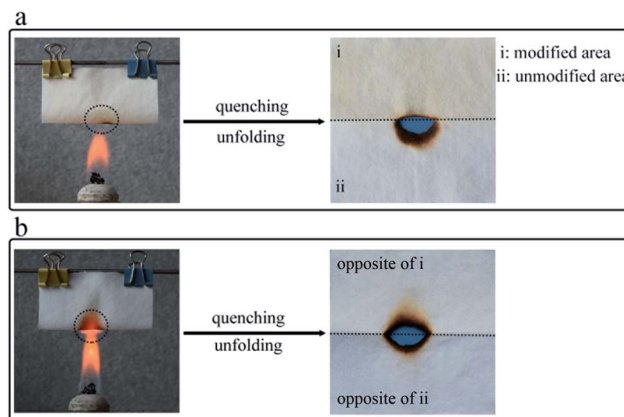 a
quenching
unfolding
i
ii
i: modified area
ii: unmodified area
b
quenching
unfolding
opposite of i
opposite of ii